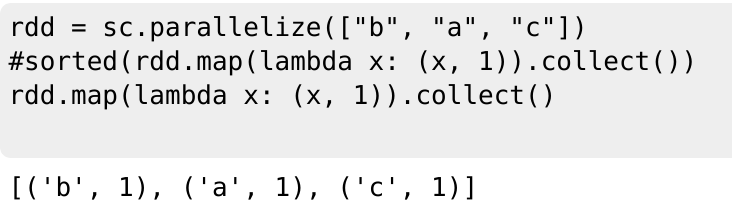 rdd = sc.parallelize(["b", "a", "c"])
#sorted(rdd.map(lambda x: (x, 1)).collect())
rdd.map(lambda x: (x, 1)).collect()
[('b', 1), ('a', 1), ('c', 1)]